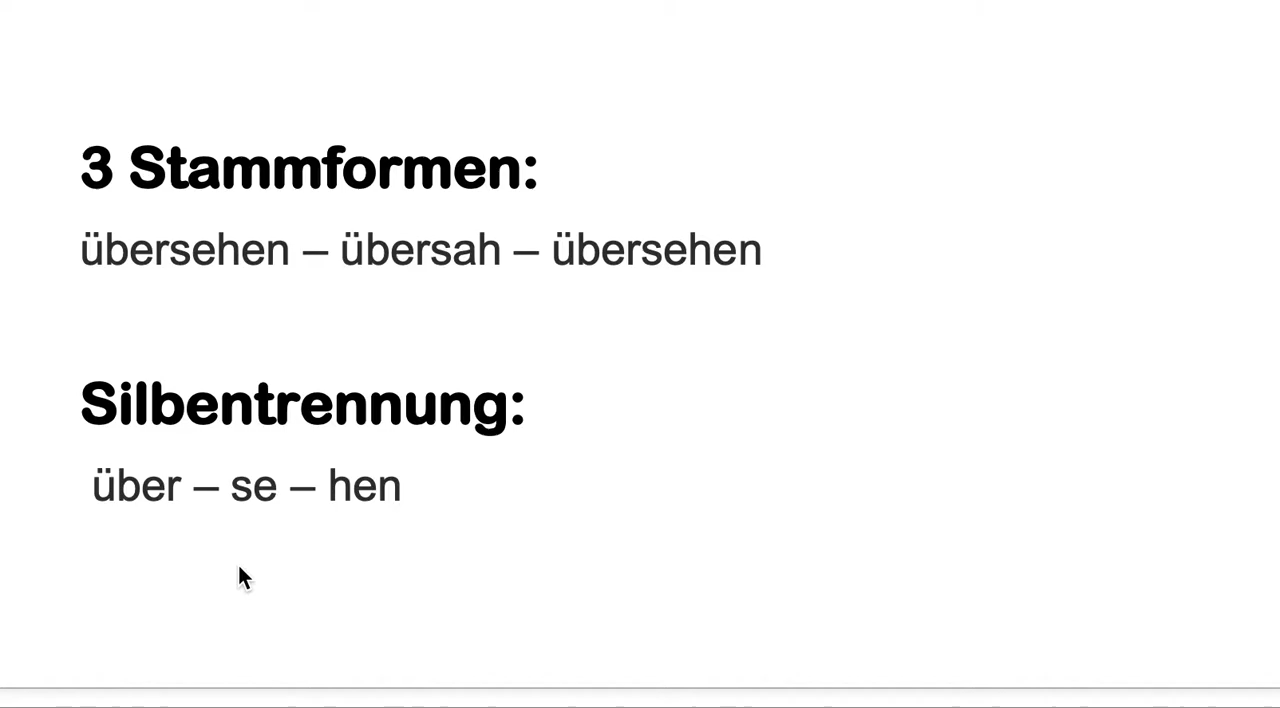 3 Stammformen:
übersehen – übersah – übersehen
Silbentrennung:
über – se – hen